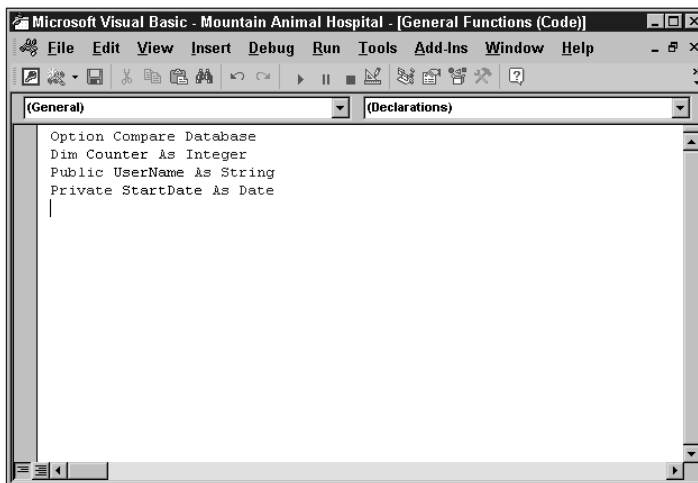 Microsoft Visual Basic - Mountain Animal Hospital - [General Functions (Code)]
File Edit View Insert Debug Run Tools Add-Ins Window Help
(General) (Declarations)
Option Compare Database
Dim Counter As Integer
Public UserName As String
Private StartDate As Date